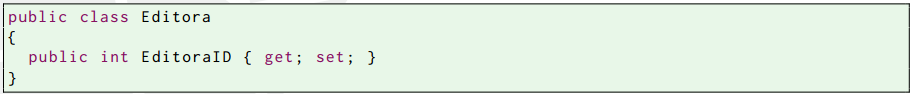 public class Editora
{
  public int EditoraID { get; set; }
}